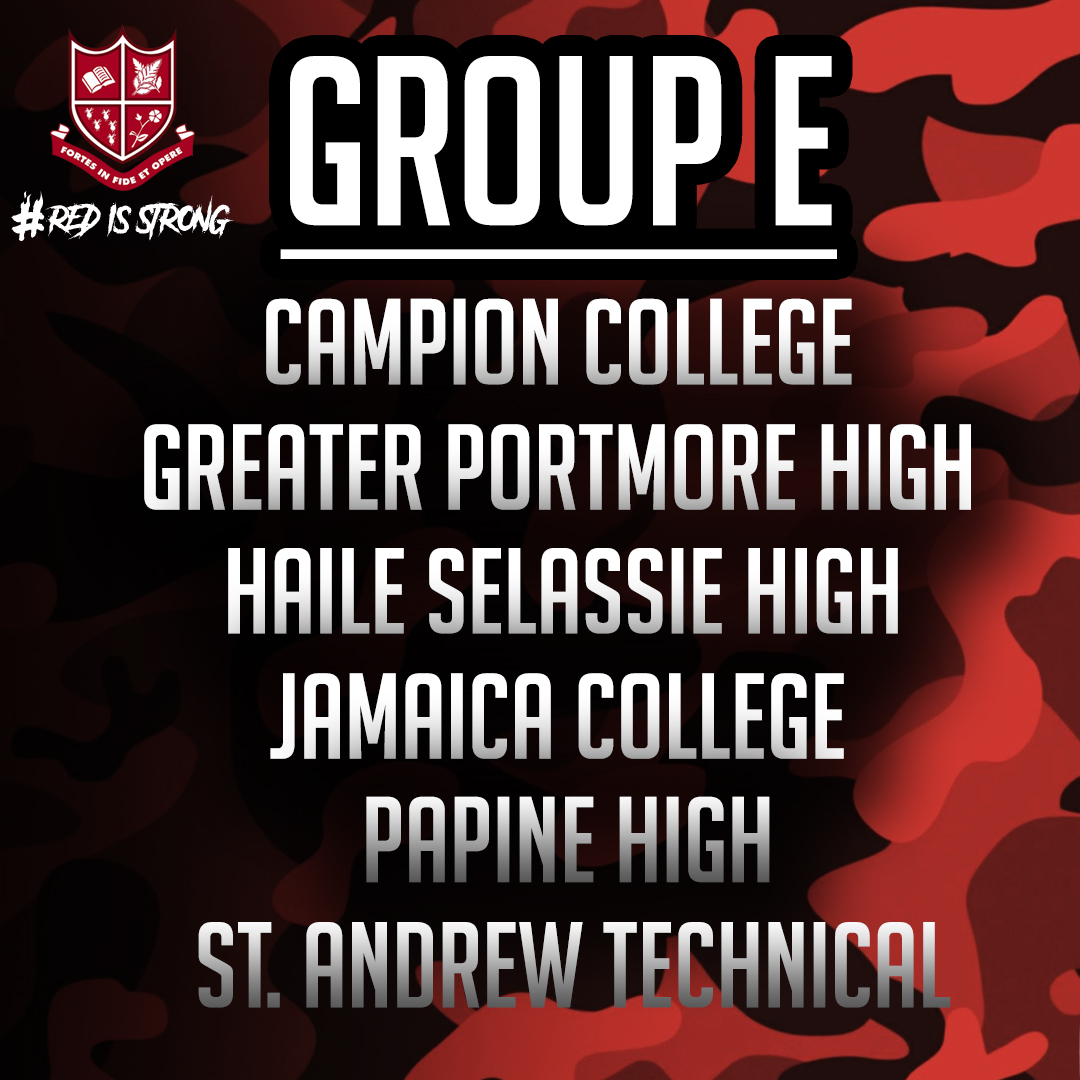 FORTES IN FIDE ET OPERE
#RED IS STRONG
GROUP E
CAMPION COLLEGE
GREATER PORTMORE HIGH
HAILE SELASSIE HIGH
JAMAICA COLLEGE
PAPINE HIGH
ST. ANDREW TECHNICAL